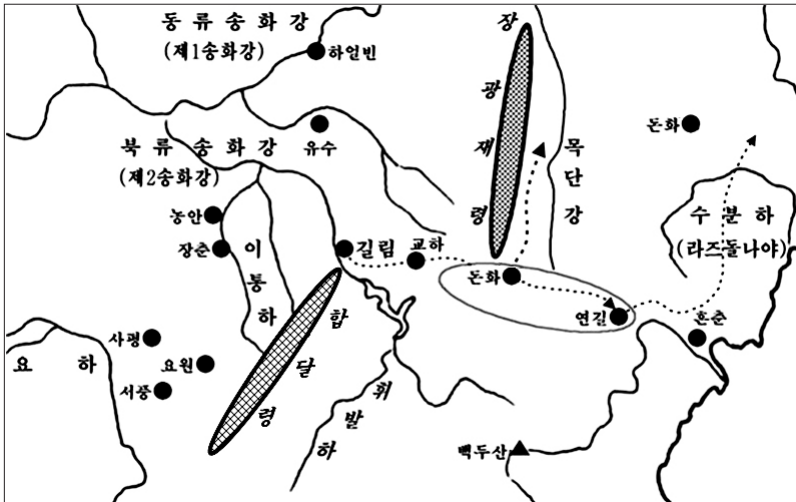 동류송화강
(제1송화강)
하얼빈
장광재령
북류송화강
(제2송화강)
유수
돈화
목단강
수분하
(라즈돌나야)
농안
장춘
이통하
길림
교하
돈화
연길
훈춘
합달령
사평
요원
요하
서풍
휘발하
백두산